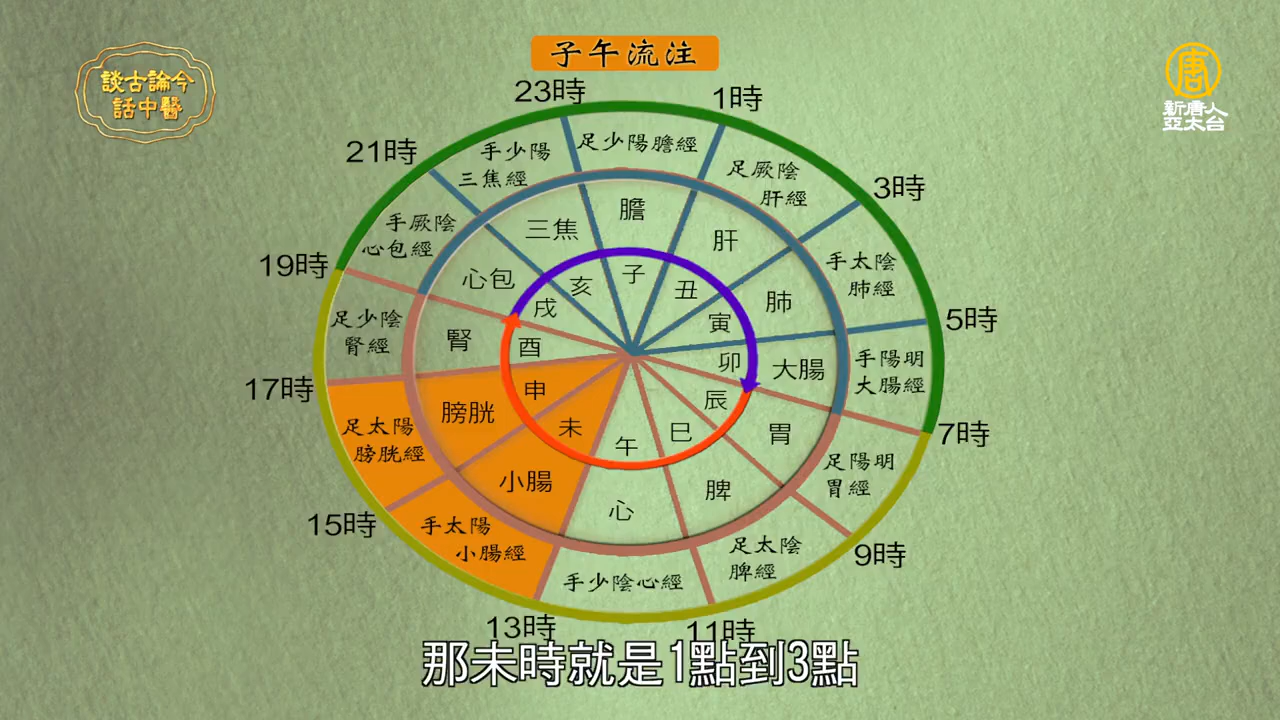 子午流注
談古論今
話中醫
唐
新唐人
亞太台
23時
1時
3時
5時
7時
9時
11時
13時
15時
17時
19時
21時
足少陽膽經
足厥陰
肝經
手太陰
肺經
手陽明
大腸經
足陽明
胃經
足太陰
脾經
手少陰心經
手太陽
小腸經
足太陽
膀胱經
足少陰
腎經
手厥陰
心包經
手少陽
三焦經
膽
肝
肺
大腸
胃
脾
心
小腸
膀胱
腎
心包
三焦
子
丑
寅
卯
辰
巳
午
未
申
酉
戌
亥
那未時就是1點到3點